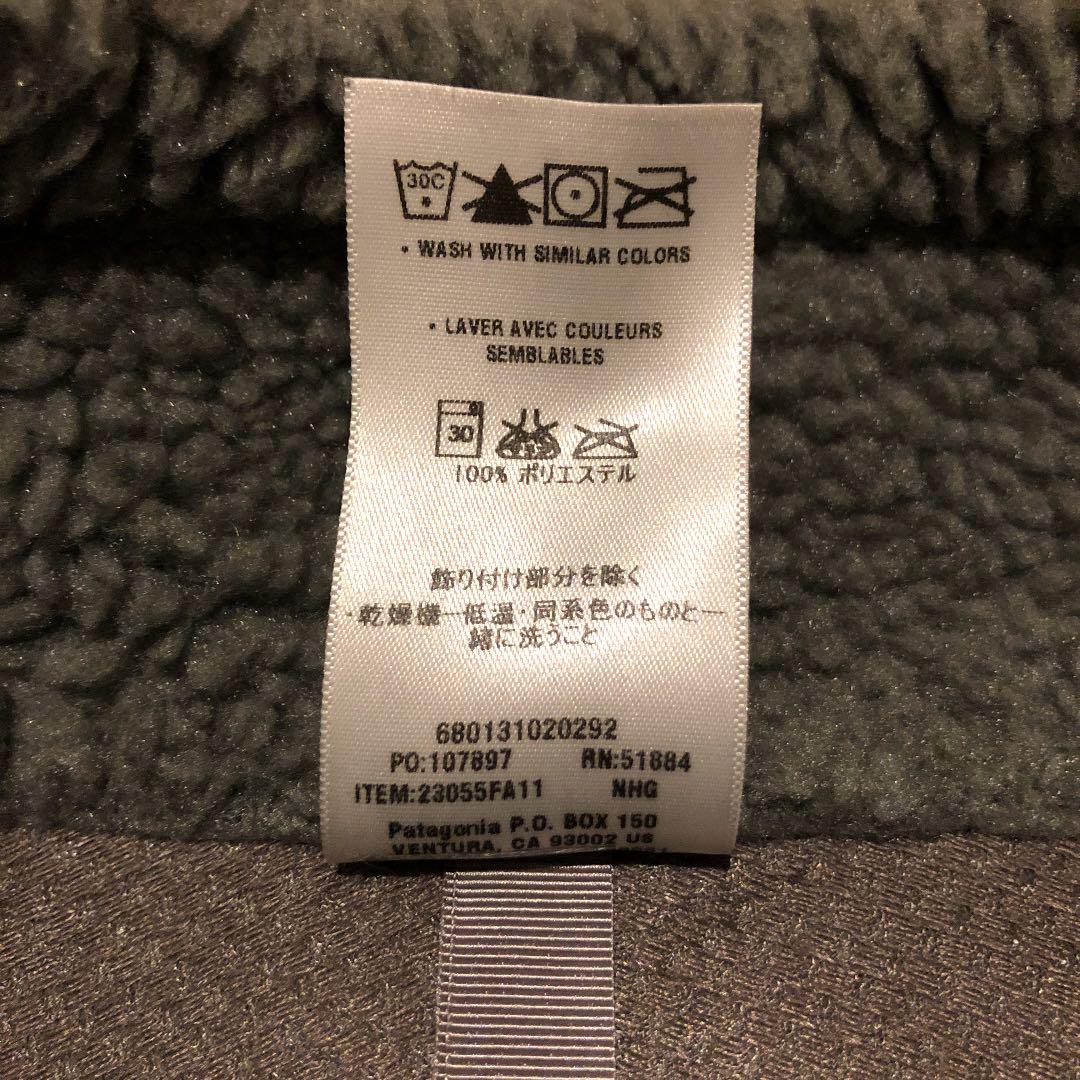 30C
• WASH WITH SIMILAR COLORS
• LAVER AVEC COULEURS
SEMBLABLES
30
100% ポリエステル
飾り付け部分を除く
・乾燥機ー低温・同系色のものと一
緒に洗うこと
680131020292
PO:107897 RN:51884
ITEM:23055FA11 NHG
Patagonia P.O. BOX 150
VENTURA, CA 93002 US